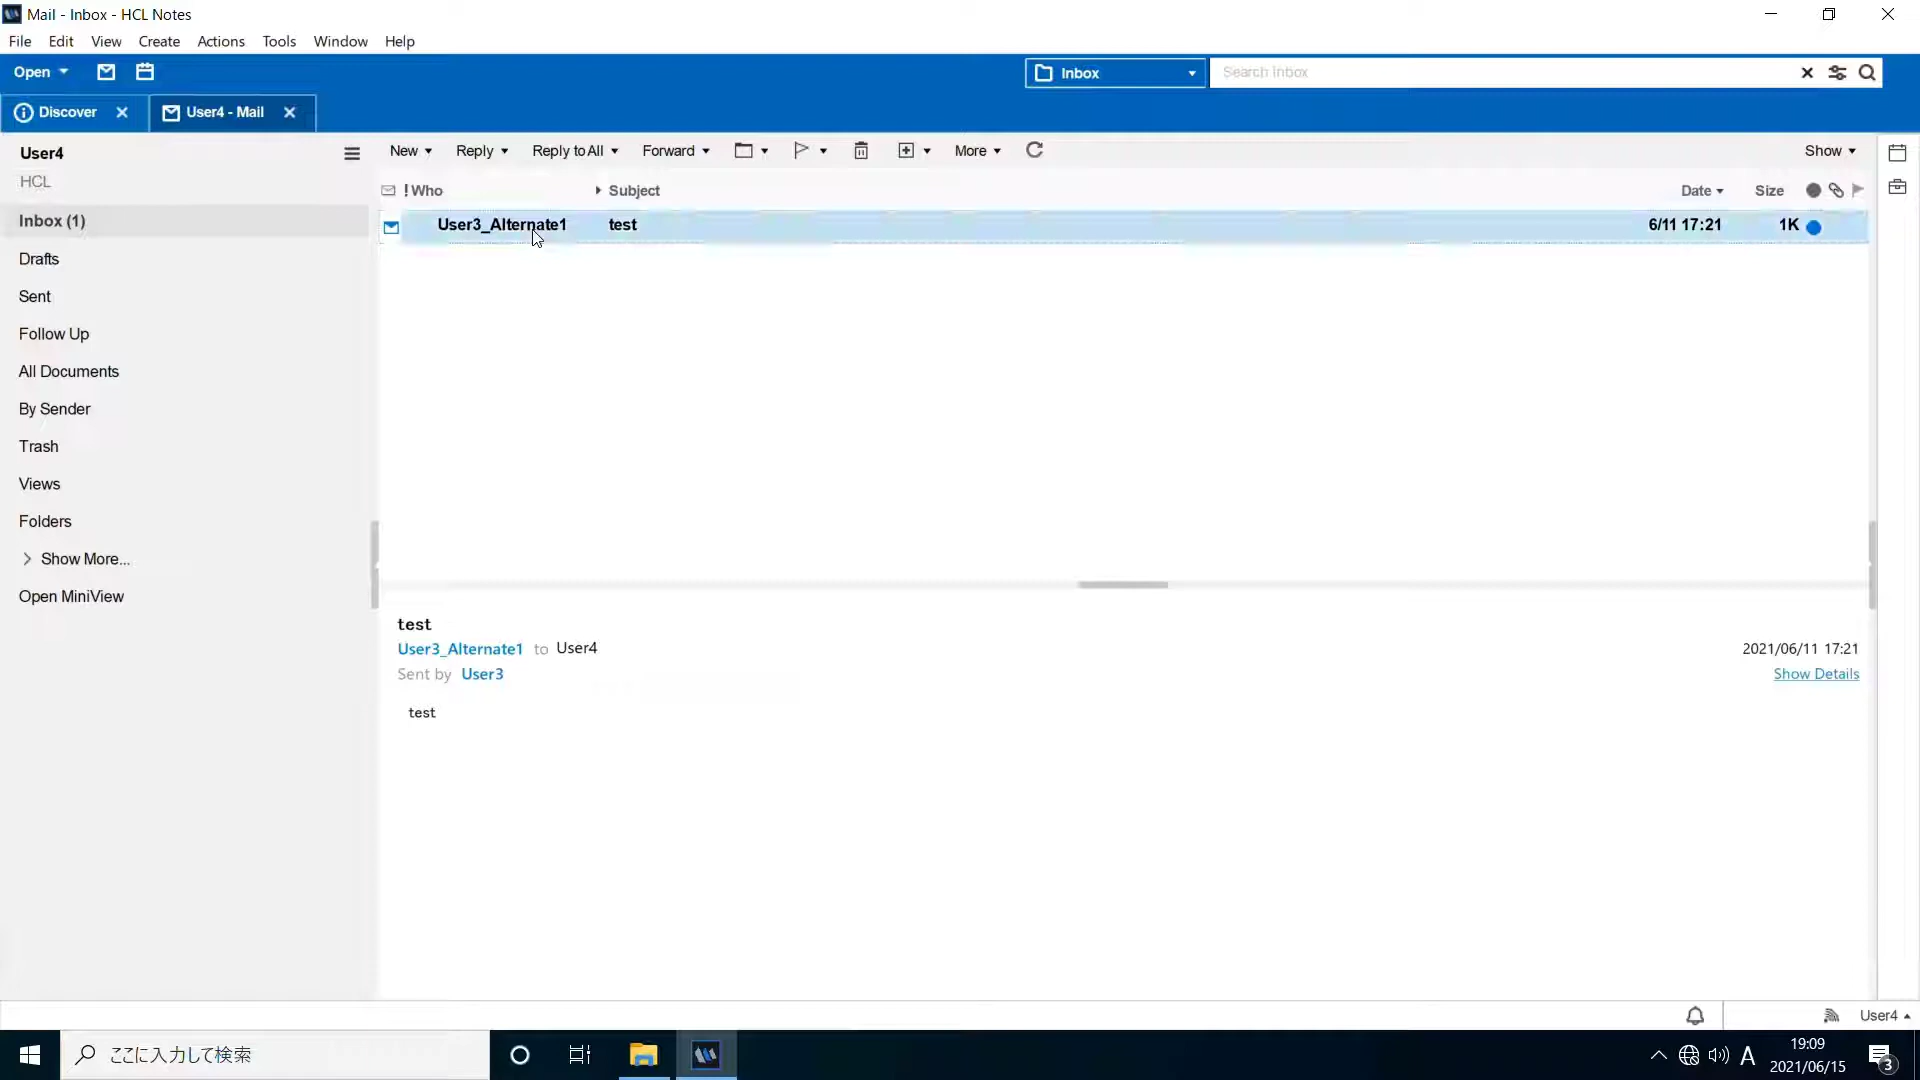 Mail - Inbox - HCL Notes
File Edit View Create Actions Tools Window Help
Open Inbox Search Inbox
Discover User4 - Mail
User4
HCL
Inbox (1)
Drafts
Sent
Follow Up
All Documents
By Sender
Trash
Views
Folders
Show More...
Open MiniView
New Reply Reply to All Forward More Show
! Who Subject Date Size
User3_Alternate1 test 6/11 17:21 1K
test
User3_Alternate1 to User4 2021/06/11 17:21
Sent by User3 Show Details
test
User4
ここに入力して検索
A
19:09
2021/06/15
3